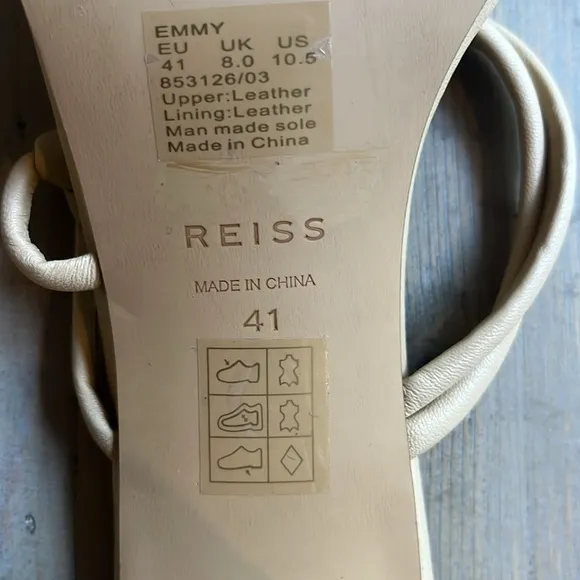 EMMY
EU UK US
41 8.0 10.5
853126/03
Upper:Leather
Lining:Leather
Man made sole
Made in China
REISS
MADE IN CHINA
41